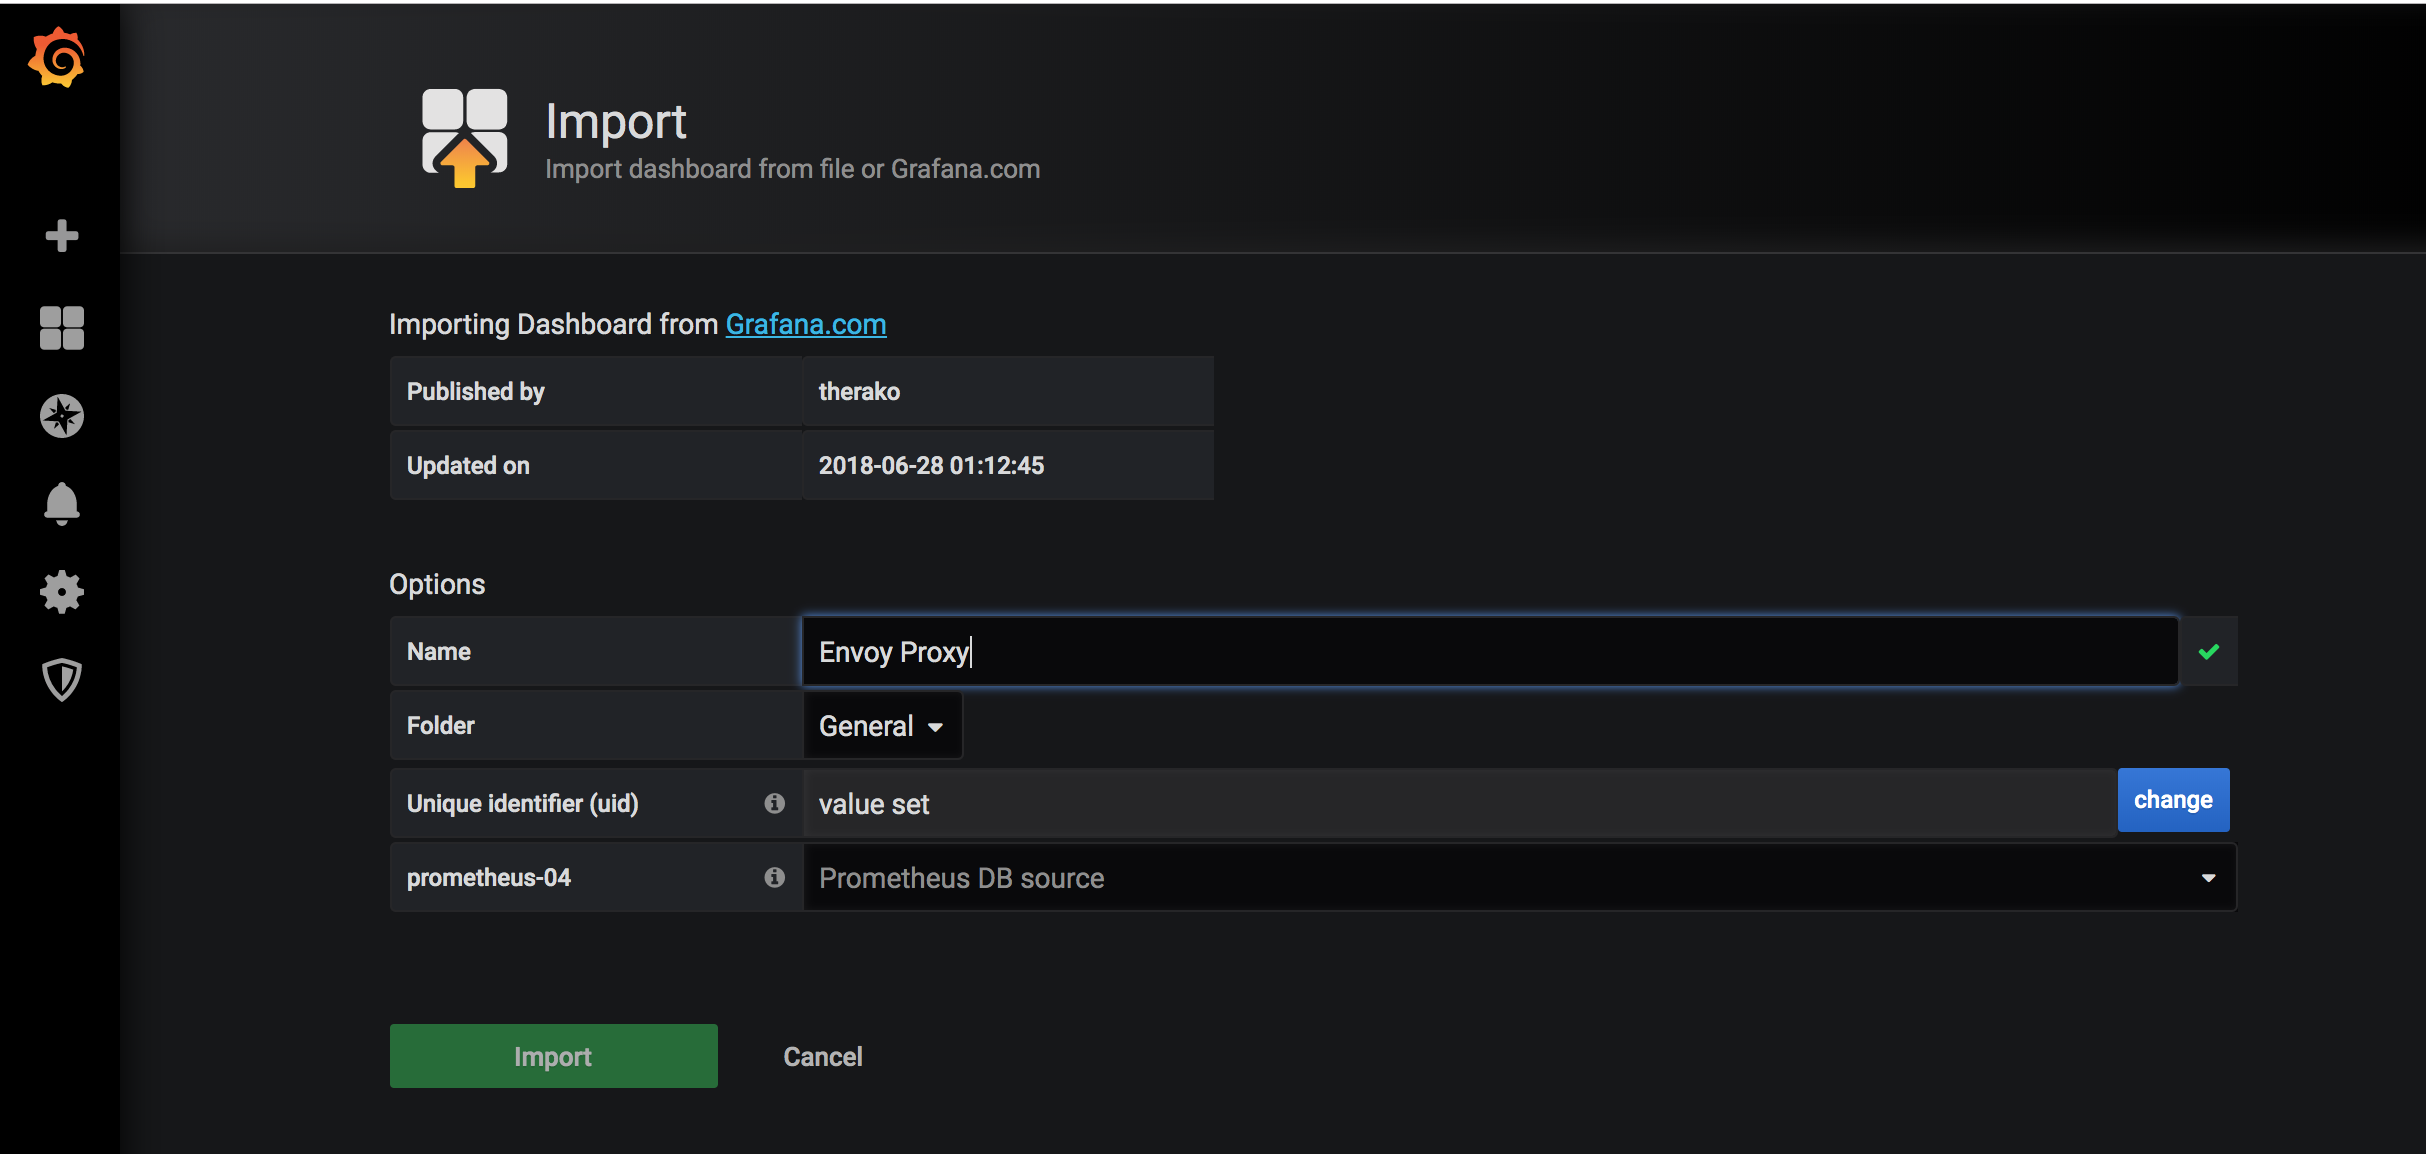 Import
Import dashboard from file or Grafana.com
Importing Dashboard from Grafana.com
Published by therako
Updated on 2018-06-28 01:12:45
Options
Name Envoy Proxy
Folder General
Unique identifier (uid) value set change
prometheus-04 Prometheus DB source
Import Cancel